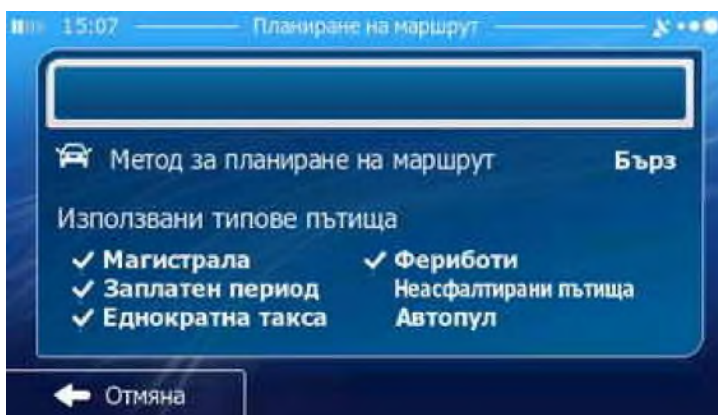 15:07 Планиране на маршрут
Метод за планиране на маршрут Бърз
Използвани типове пътища
Магистрала Фериботи
Заплатен период Неасфалтирани пътища
Еднократна такса Автопул
Отмяна